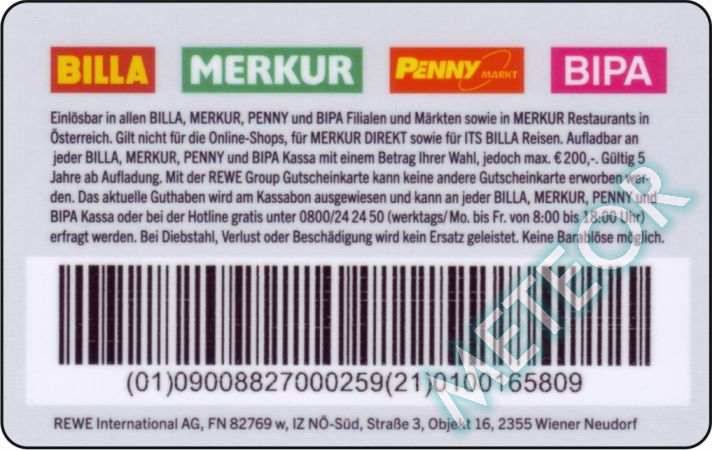 BILLA MERKUR PENNY MARKT BIPA
Einlösbar in allen BILLA, MERKUR, PENNY und BIPA Filialen und Märkten sowie in MERKUR Restaurants in
Österreich. Gilt nicht für die Online-Shops, für MERKUR DIREKT sowie für ITS BILLA Reisen. Aufladbar an
jeder BILLA, MERKUR, PENNY und BIPA Kassa mit einem Betrag Ihrer Wahl, jedoch max. € 200,-. Gültig 5
Jahre ab Aufladung. Mit der REWE Group Gutscheinkarte kann keine andere Gutscheinkarte erworben wer-
den. Das aktuelle Guthaben wird am Kassabon ausgewiesen und kann an jeder BILLA, MERKUR, PENNY und
BIPA Kassa oder bei der Hotline gratis unter 0800/24 24 50 (werktags/ Mo. bis Fr. von 8:00 bis 18:00 Uhr)
erfragt werden. Bei Diebstahl, Verlust oder Beschädigung wird kein Ersatz geleistet. Keine Barablöse möglich.
METEOR
(01)09008827000259(21)0100165809
REWE International AG, FN 82769 w, IZ NÖ-Süd, Straße 3, Objekt 16, 2355 Wiener Neudorf